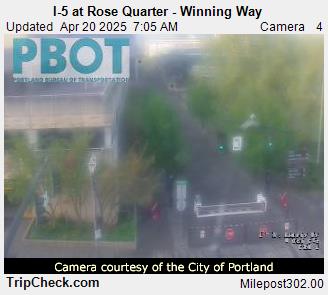 I-5 at Rose Quarter - Winning Way
Updated Apr 20 2025 7:05 AM Camera 4
PBOT
PORTLAND BUREAU OF TRANSPORTATION
Camera courtesy of the City of Portland
TripCheck.com Milepost302.00